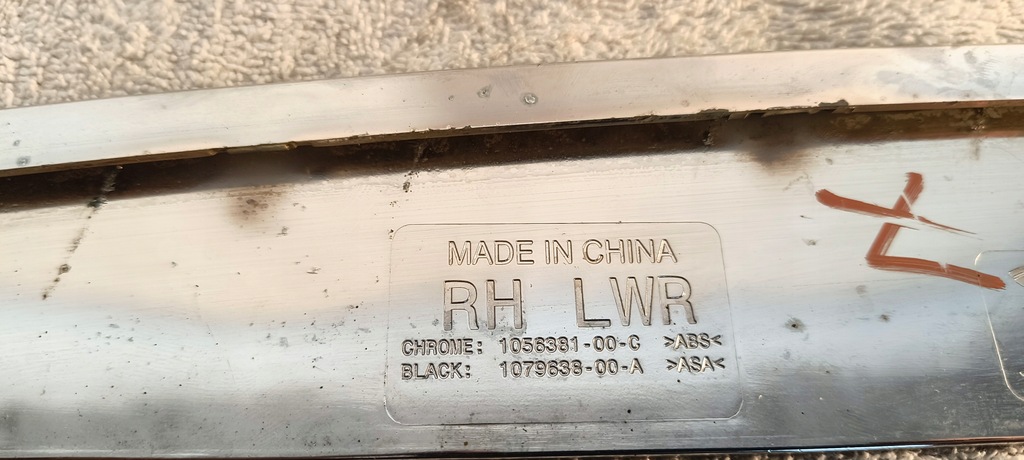 MADE IN CHINA
RH LWR
CHROME: 1056381-00-C >ABS<
BLACK: 1079638-00-A >ASA<